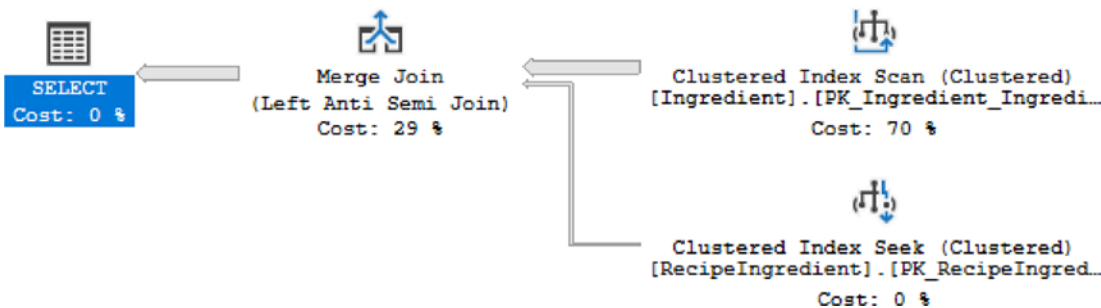 SELECT
Cost: 0 %
Merge Join
(Left Anti Semi Join)
Cost: 29 %
Clustered Index Scan (Clustered)
[Ingredient].[PK_Ingredient_Ingredi…
Cost: 70 %
Clustered Index Seek (Clustered)
[RecipeIngredient].[PK_RecipeIngred…
Cost: 0 %